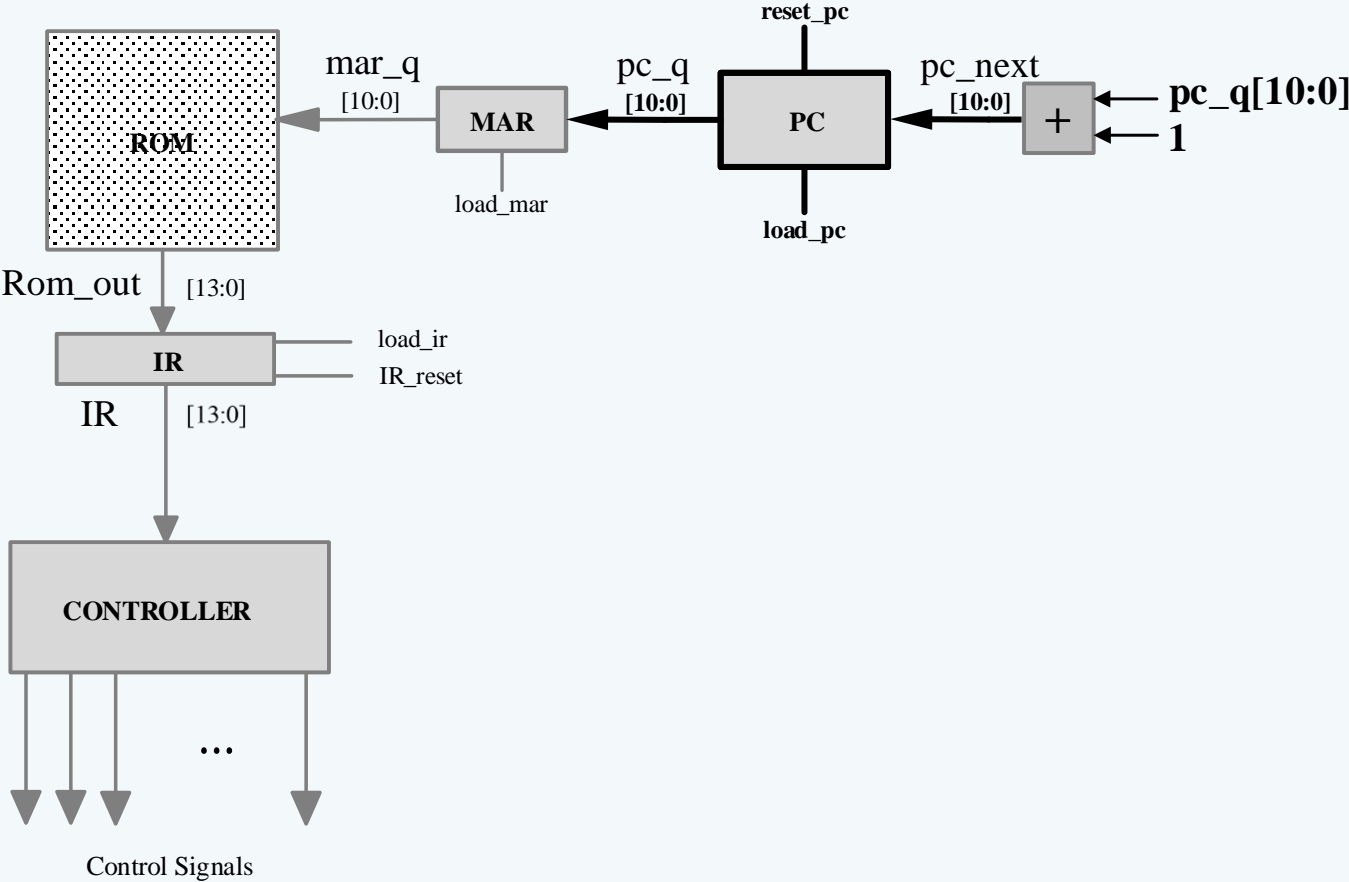 reset_pc
mar_q
pc_q
pc_next
pc_q[10:0]
[10:0]
[10:0]
[10:0]
ROM
MAR
PC
+
1
load_mar
load_pc
Rom_out
[13:0]
load_ir
IR
IR_reset
IR
[13:0]
CONTROLLER
...
Control Signals